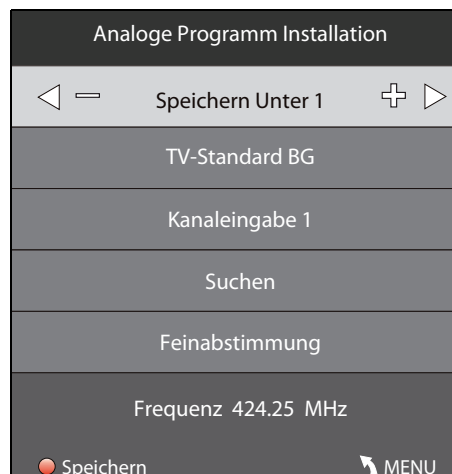 Analoge Programm Installation
Speichern Unter 1
TV-Standard BG
Kanaleingabe 1
Suchen
Feinabstimmung
Frequenz 424.25 MHz
Speichern MENU